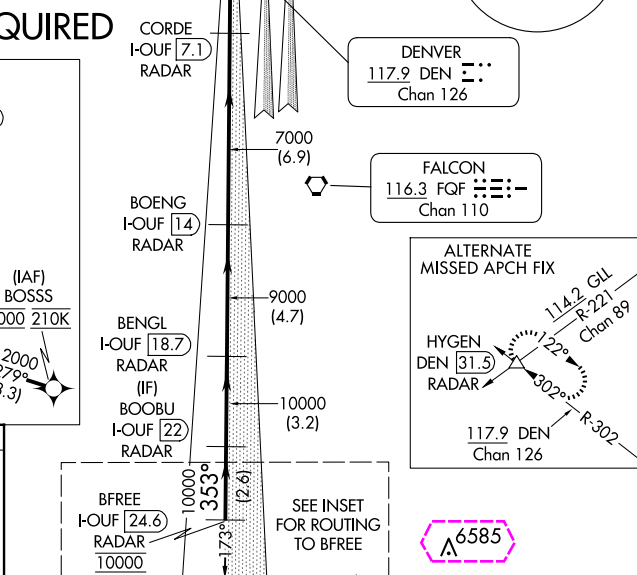 QUIRED
CORDE
I-OUF 7.1
RADAR
DENVER
117.9 DEN
Chan 126
7000
(6.9)
FALCON
116.3 FQF
Chan 110
BOENG
I-OUF 14
RADAR
ALTERNATE
MISSED APCH FIX
114.2 GLL
R-221
Chan 89
HYGEN
DEN 31.5
RADAR
122°
302°
R-302
117.9 DEN
Chan 126
(IAF)
BOSSS
000 210K
2000
279°
8.3)
9000
(4.7)
BENGL
I-OUF 18.7
RADAR
(IF)
BOOBU
I-OUF 22
RADAR
10000
(3.2)
10000
353°
(2.6)
173°
BFREE
I-OUF 24.6
RADAR
10000
SEE INSET
FOR ROUTING
TO BFREE
6585